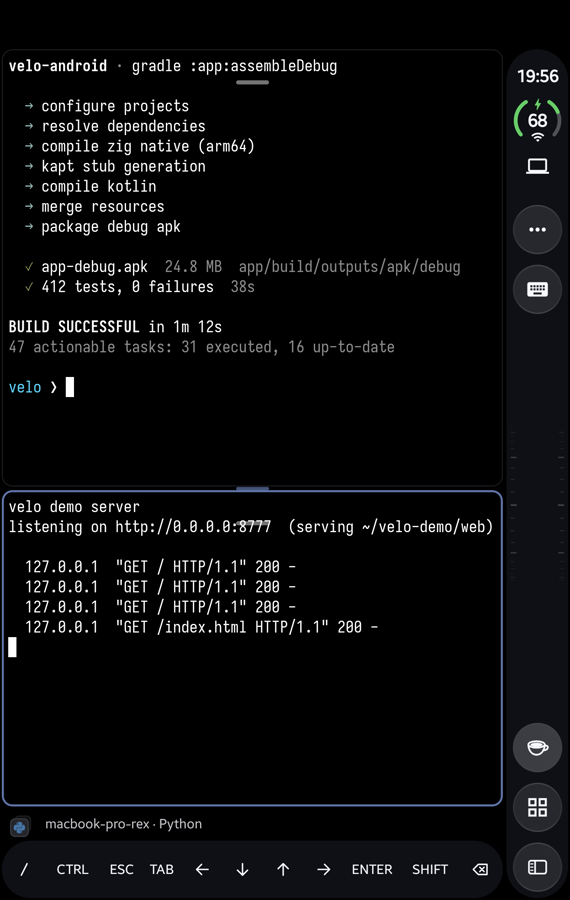 velo-android · gradle :app:assembleDebug
→ configure projects
→ resolve dependencies
→ compile zig native (arm64)
→ kapt stub generation
→ compile kotlin
→ merge resources
→ package debug apk
✓ app-debug.apk  24.8 MB  app/build/outputs/apk/debug
✓ 412 tests, 0 failures  38s
BUILD SUCCESSFUL in 1m 12s
47 actionable tasks: 31 executed, 16 up-to-date
velo ❯
velo demo server
listening on http://0.0.0.0:8777  (serving ~/velo-demo/web)
127.0.0.1  "GET / HTTP/1.1" 200 -
127.0.0.1  "GET / HTTP/1.1" 200 -
127.0.0.1  "GET / HTTP/1.1" 200 -
127.0.0.1  "GET /index.html HTTP/1.1" 200 -
macbook-pro-rex · Python
/ CTRL ESC TAB ← ↓ ↑ → ENTER SHIFT
19:56
68